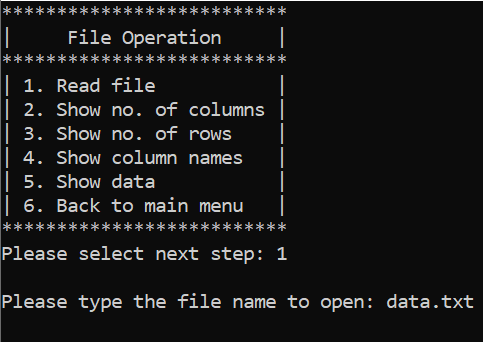 **************************
|     File Operation     |
**************************
| 1. Read file           |
| 2. Show no. of columns |
| 3. Show no. of rows    |
| 4. Show column names   |
| 5. Show data           |
| 6. Back to main menu   |
**************************
Please select next step: 1
Please type the file name to open: data.txt